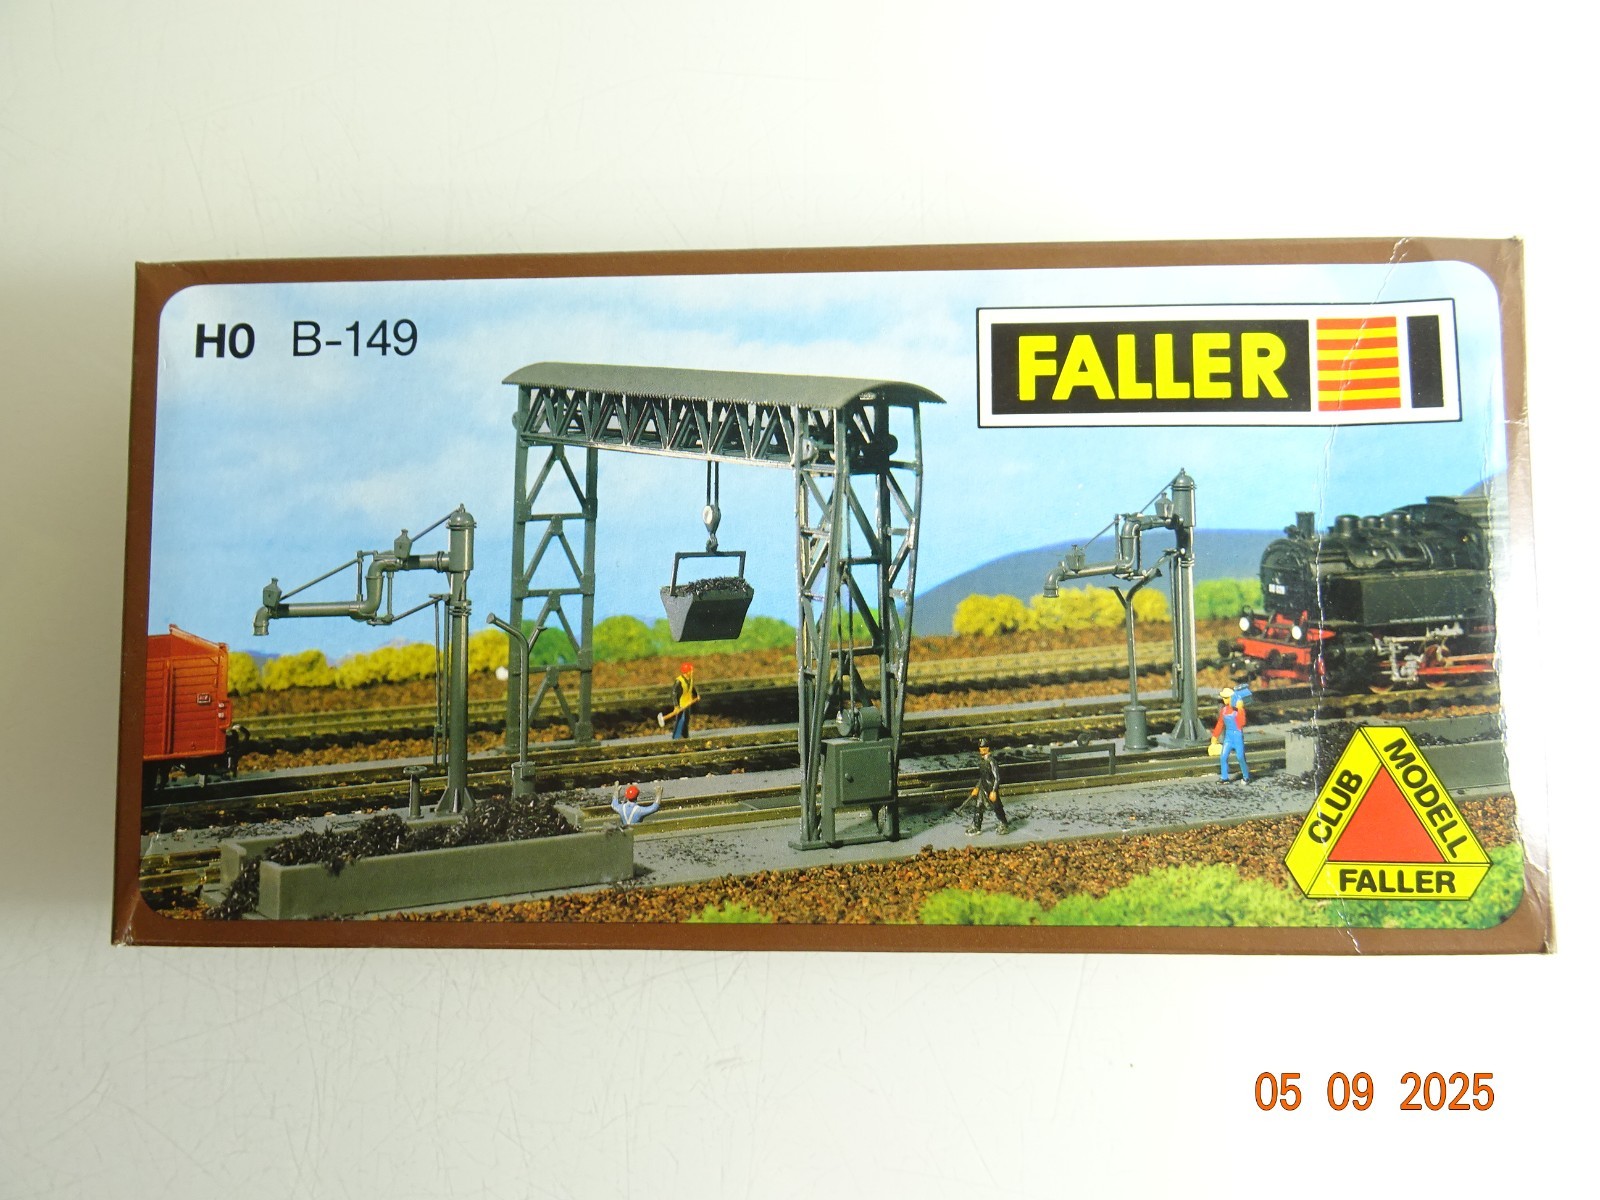 H0 B-149
FALLER
CLUB
MODELL
FALLER
05 09 2025